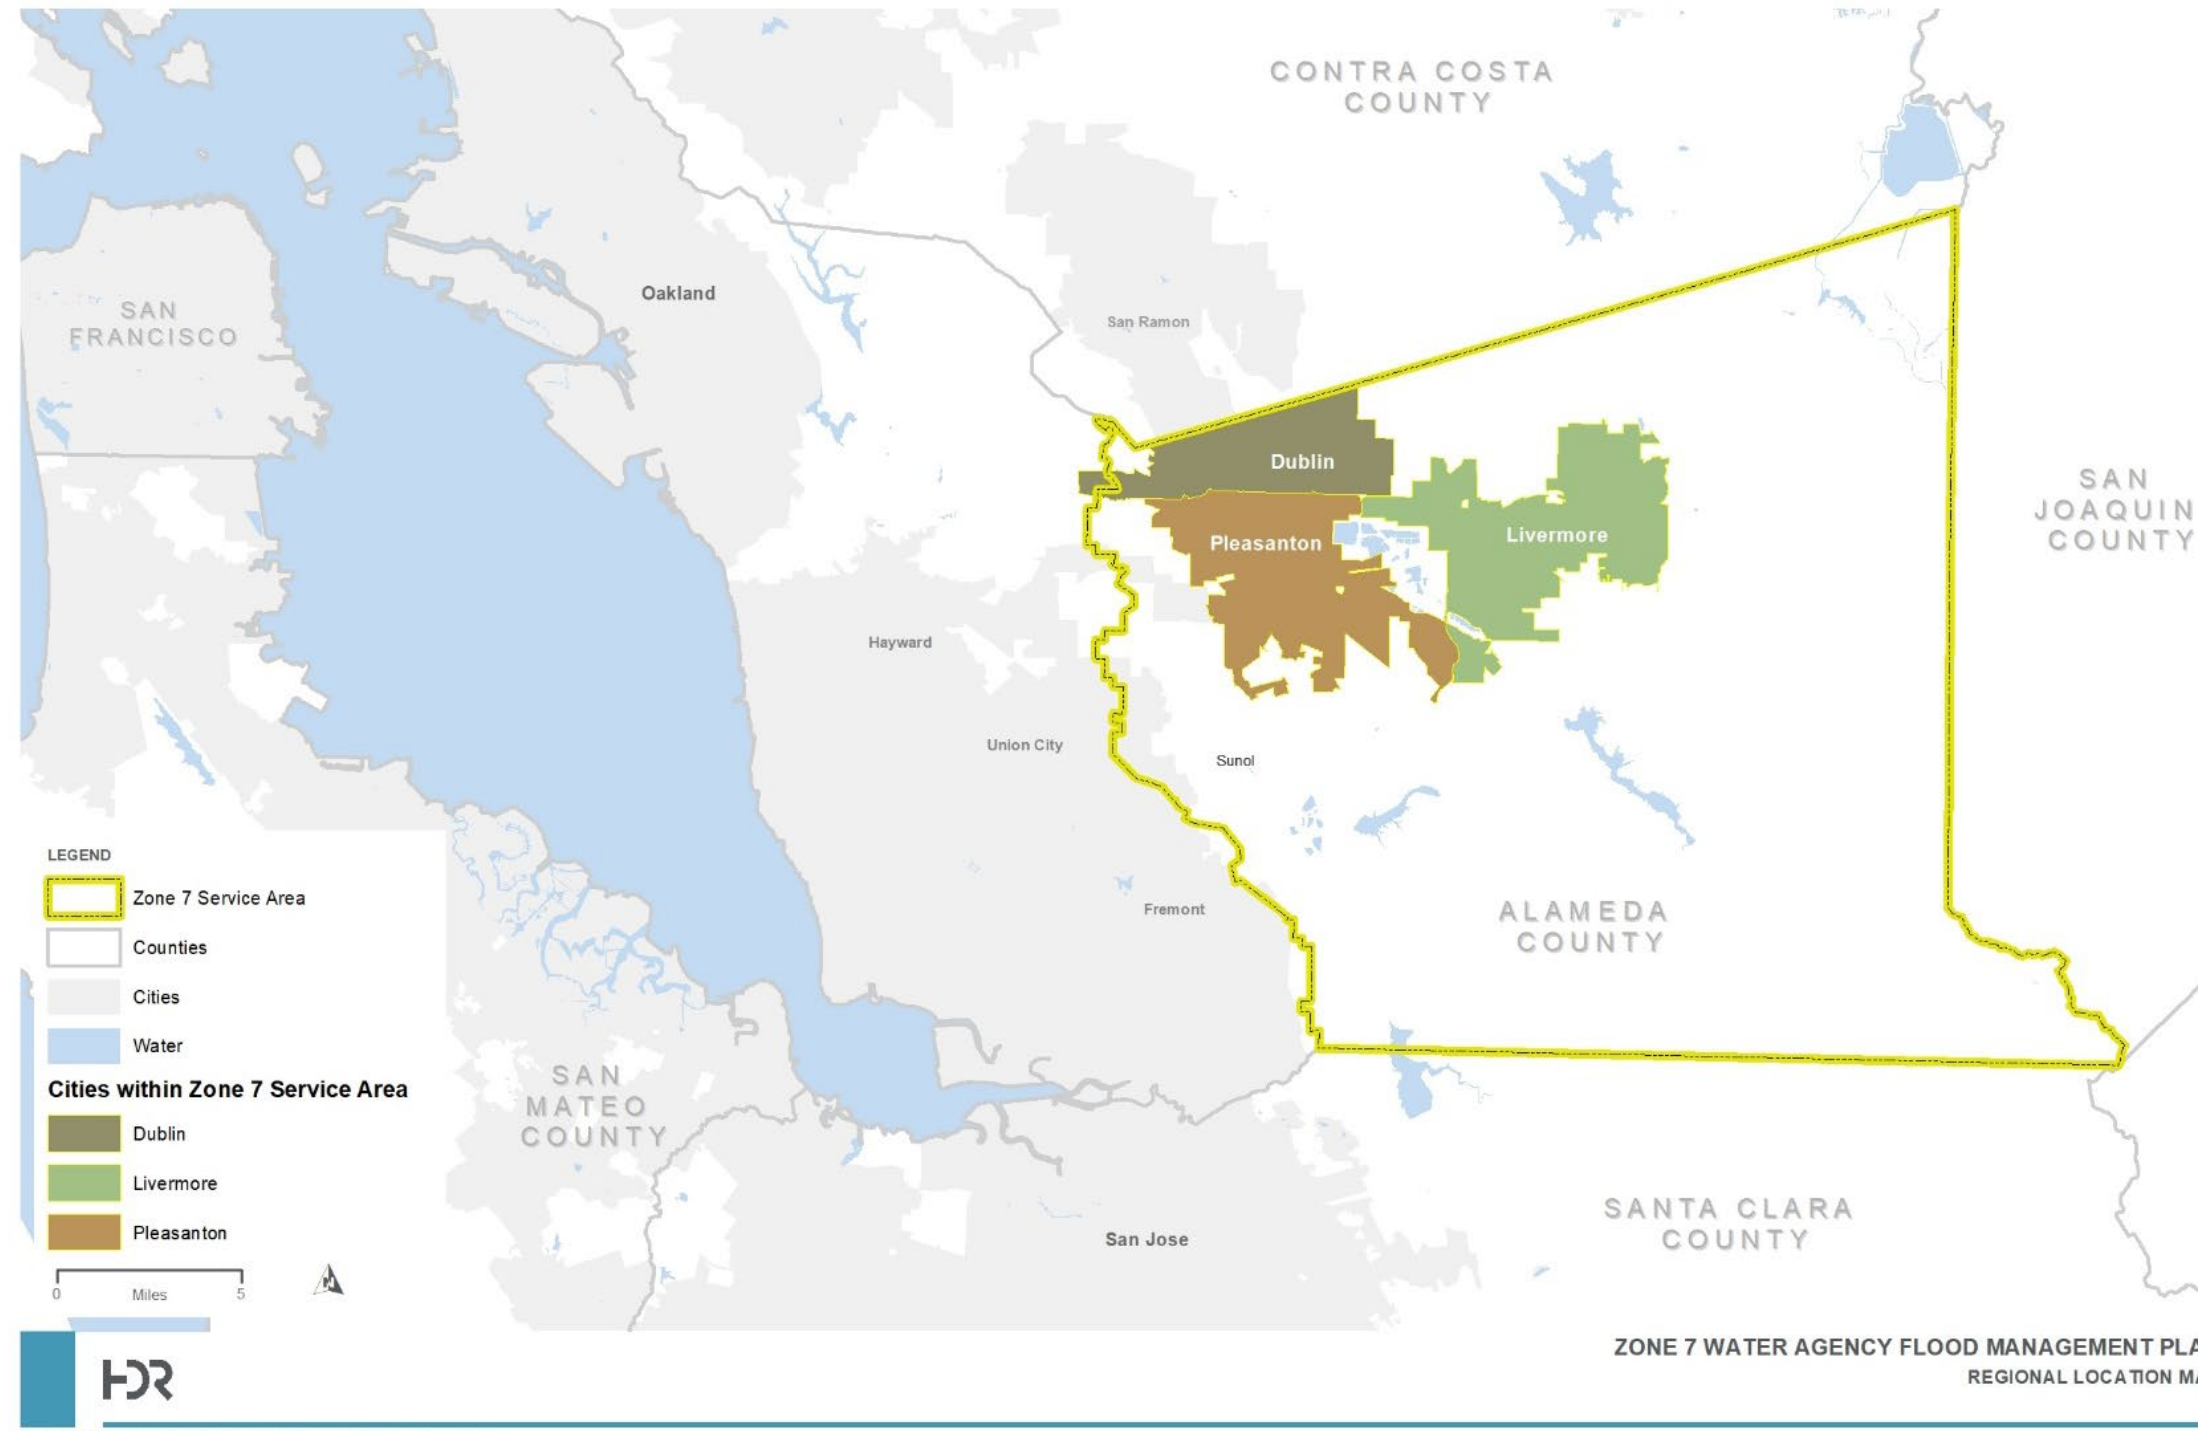 CONTRA COSTA
COUNTY
Oakland
SAN
FRANCISCO
San Ramon
Dublin
SAN
JOAQUIN
COUNTY
Livermore
Pleasanton
Hayward
Union City
Sunol
ALAMEDA
COUNTY
Fremont
LEGEND
Zone 7 Service Area
Counties
Cities
Water
Cities within Zone 7 Service Area
Dublin
Livermore
Pleasanton
0 Miles 5
N
SAN
MATEO
COUNTY
SANTA CLARA
COUNTY
San Jose
HDR
ZONE 7 WATER AGENCY FLOOD MANAGEMENT PLA
REGIONAL LOCATION MA